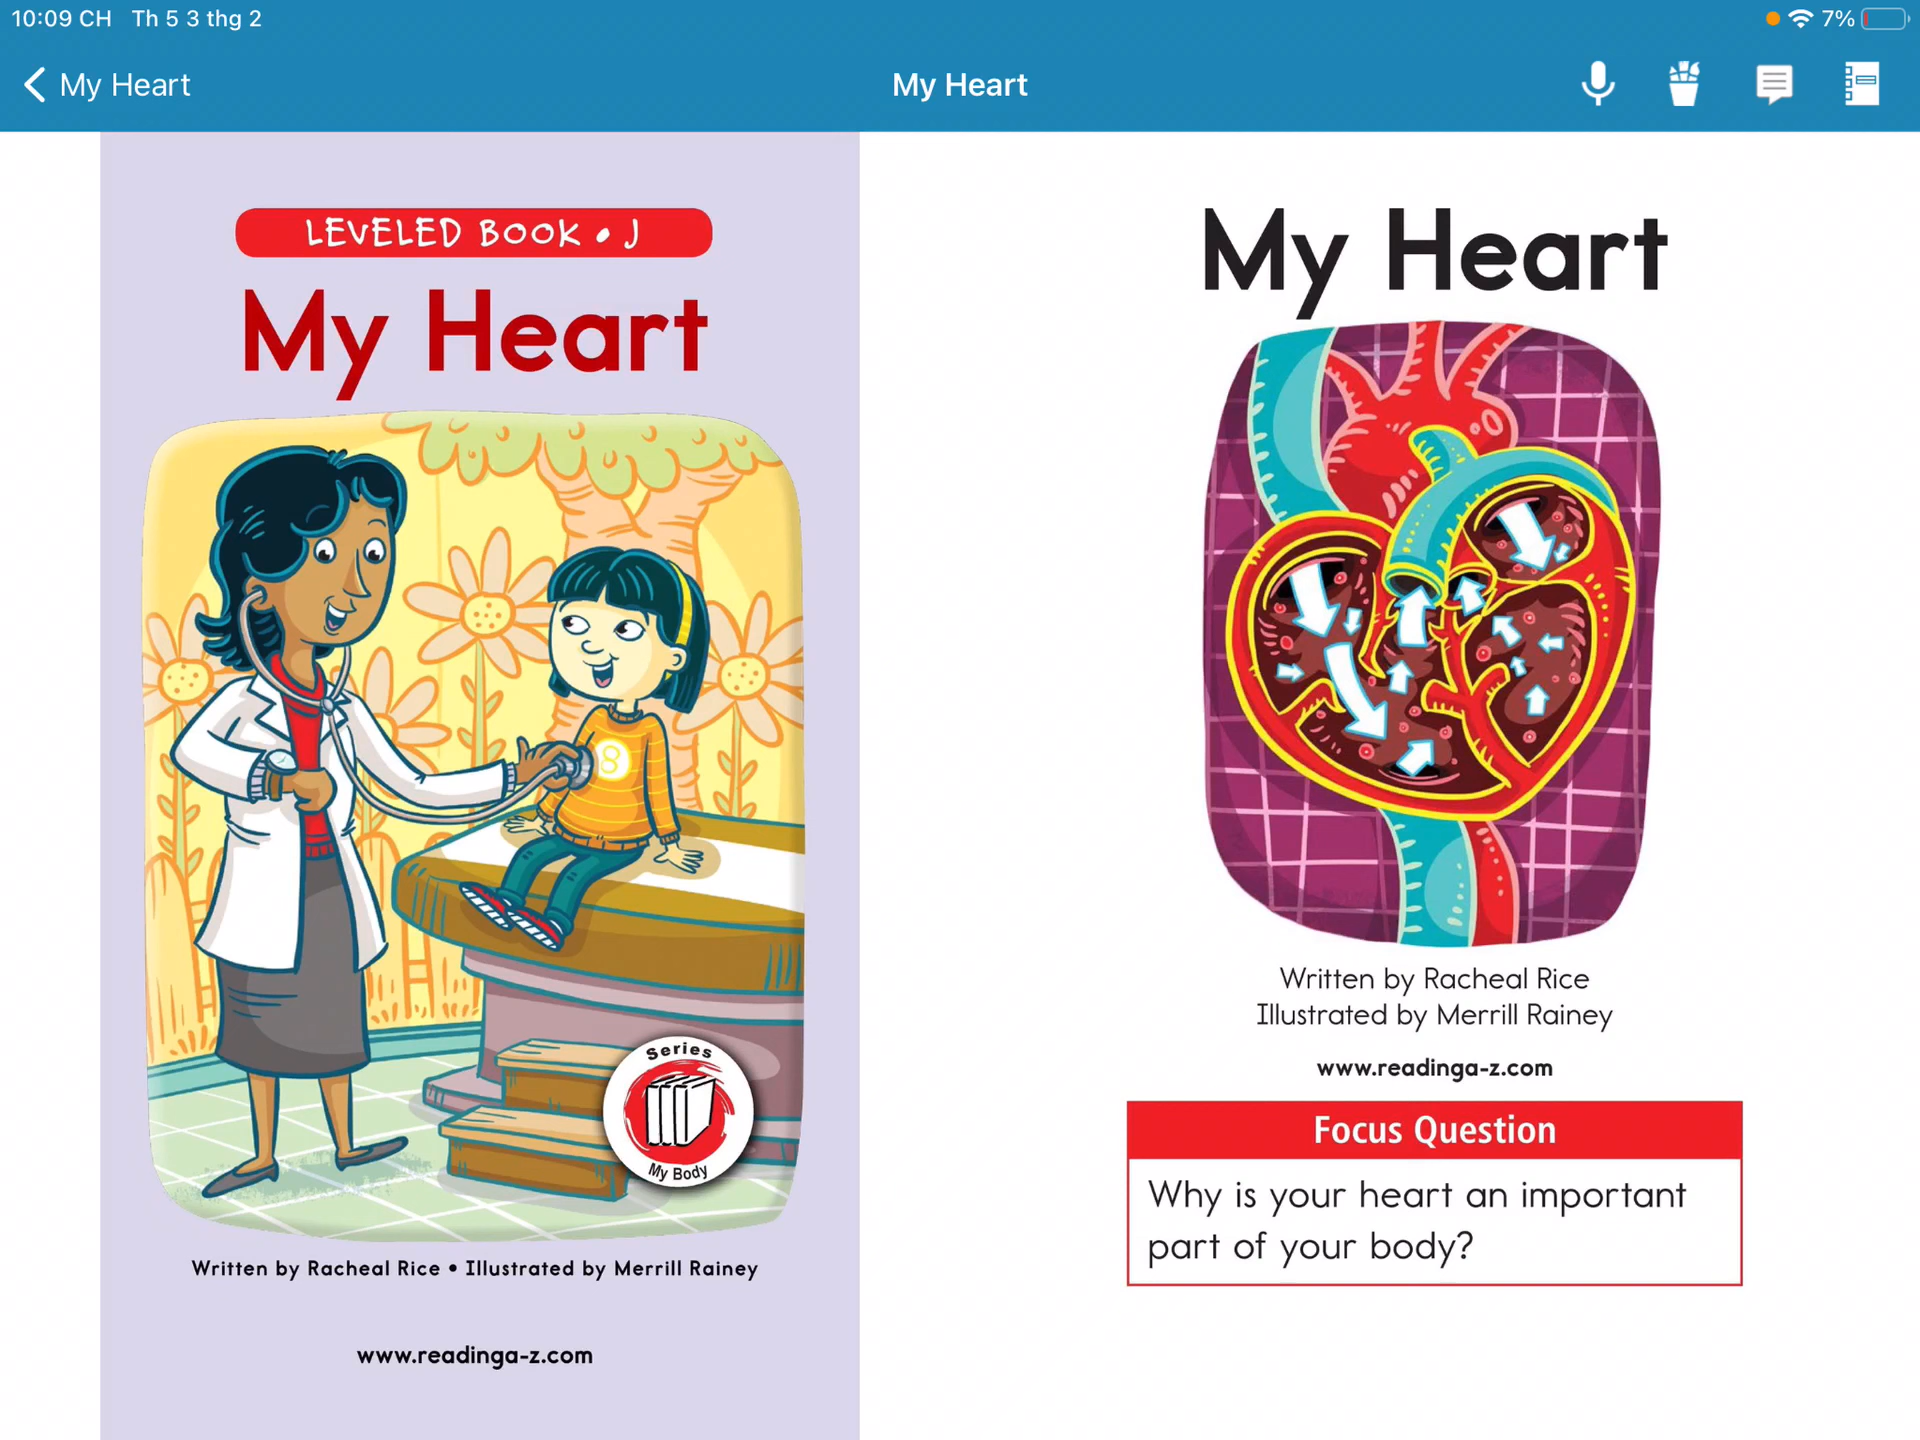 10:09 CH Th 5 3 thg 2
7%
My Heart
My Heart
LEVELED BOOK • J
My Heart
8
Series
My Body
Written by Racheal Rice • Illustrated by Merrill Rainey
www.readinga-z.com
My Heart
Written by Racheal Rice
Illustrated by Merrill Rainey
www.readinga-z.com
Focus Question
Why is your heart an important
part of your body?